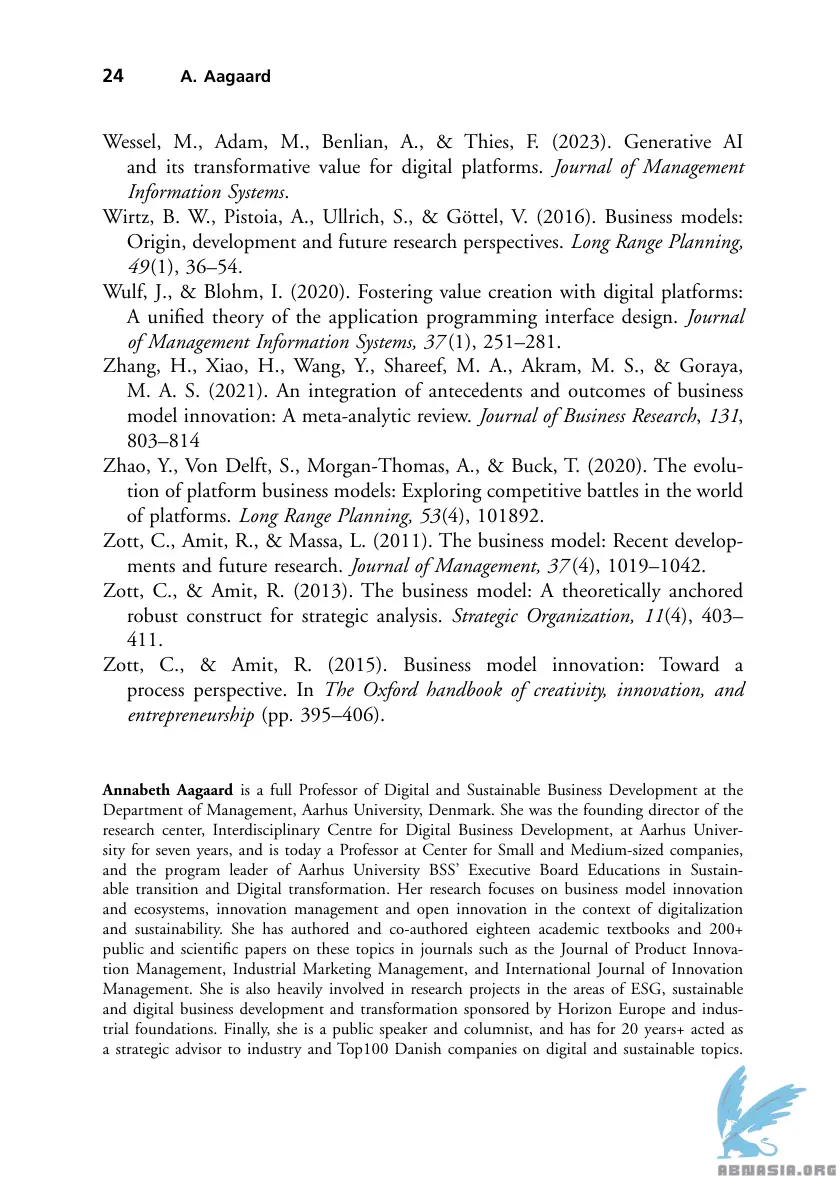 24 A. Aagaard
Wessel, M., Adam, M., Benlian, A., & Thies, F. (2023). Generative AI
and its transformative value for digital platforms. Journal of Management
Information Systems.
Wirtz, B. W., Pistoia, A., Ullrich, S., & Göttel, V. (2016). Business models:
Origin, development and future research perspectives. Long Range Planning,
49(1), 36–54.
Wulf, J., & Blohm, I. (2020). Fostering value creation with digital platforms:
A unified theory of the application programming interface design. Journal
of Management Information Systems, 37(1), 251–281.
Zhang, H., Xiao, H., Wang, Y., Shareef, M. A., Akram, M. S., & Goraya,
M. A. S. (2021). An integration of antecedents and outcomes of business
model innovation: A meta-analytic review. Journal of Business Research, 131,
803–814
Zhao, Y., Von Delft, S., Morgan-Thomas, A., & Buck, T. (2020). The evolu-
tion of platform business models: Exploring competitive battles in the world
of platforms. Long Range Planning, 53(4), 101892.
Zott, C., Amit, R., & Massa, L. (2011). The business model: Recent develop-
ments and future research. Journal of Management, 37(4), 1019–1042.
Zott, C., & Amit, R. (2013). The business model: A theoretically anchored
robust construct for strategic analysis. Strategic Organization, 11(4), 403–
411.
Zott, C., & Amit, R. (2015). Business model innovation: Toward a
process perspective. In The Oxford handbook of creativity, innovation, and
entrepreneurship (pp. 395–406).
Annabeth Aagaard is a full Professor of Digital and Sustainable Business Development at the
Department of Management, Aarhus University, Denmark. She was the founding director of the
research center, Interdisciplinary Centre for Digital Business Development, at Aarhus Univer-
sity for seven years, and is today a Professor at Center for Small and Medium-sized companies,
and the program leader of Aarhus University BSS’ Executive Board Educations in Sustain-
able transition and Digital transformation. Her research focuses on business model innovation
and ecosystems, innovation management and open innovation in the context of digitalization
and sustainability. She has authored and co-authored eighteen academic textbooks and 200+
public and scientific papers on these topics in journals such as the Journal of Product Innova-
tion Management, Industrial Marketing Management, and International Journal of Innovation
Management. She is also heavily involved in research projects in the areas of ESG, sustainable
and digital business development and transformation sponsored by Horizon Europe and indus-
trial foundations. Finally, she is a public speaker and columnist, and has for 20 years+ acted as
a strategic advisor to industry and Top100 Danish companies on digital and sustainable topics.
ABNASIA.ORG